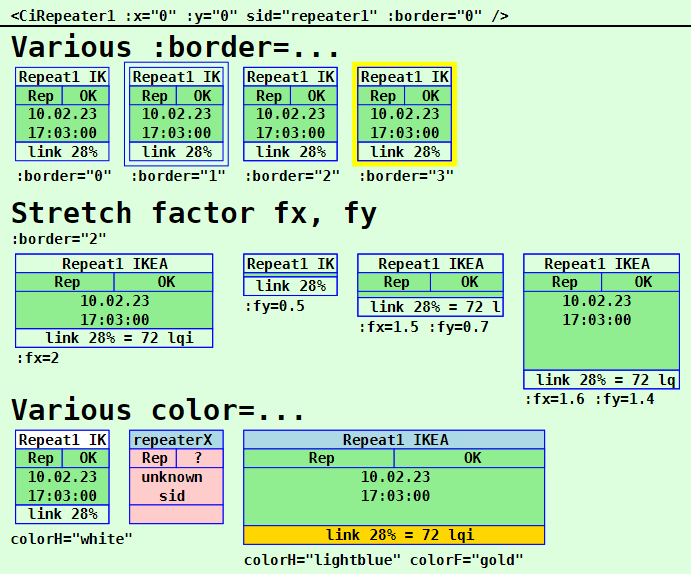 <CiRepeater1 :x="0" :y="0" sid="repeater1" :border="0" />
Various :border=...
Repeat1 IK Repeat1 IK Repeat1 IK Repeat1 IK
Rep OK Rep OK Rep OK Rep OK
10.02.23 10.02.23 10.02.23 10.02.23
17:03:00 17:03:00 17:03:00 17:03:00
link 28% link 28% link 28% link 28%
:border="0" :border="1" :border="2" :border="3"
Stretch factor fx, fy
:border="2"
Repeat1 IKEA
Rep OK
10.02.23
17:03:00
link 28% = 72 lqi
:fx=2
Repeat1 IK
link 28%
:fy=0.5
Repeat1 IKEA
Rep OK
link 28% = 72 l
:fx=1.5 :fy=0.7
Repeat1 IKEA
Rep OK
10.02.23
17:03:00
link 28% = 72 lq
:fx=1.6 :fy=1.4
Various color=...
Repeat1 IK
Rep OK
10.02.23
17:03:00
link 28%
colorH="white"
repeaterX
Rep ?
unknown
sid
Repeat1 IKEA
Rep OK
10.02.23
17:03:00
link 28% = 72 lqi
colorH="lightblue" colorF="gold"